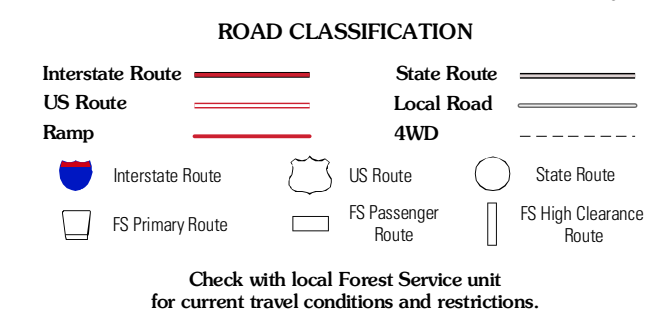 ROAD CLASSIFICATION
Interstate Route
State Route
US Route
Local Road
Ramp
4WD
Interstate Route
US Route
State Route
FS Primary Route
FS Passenger
Route
FS High Clearance
Route
Check with local Forest Service unit
for current travel conditions and restrictions.